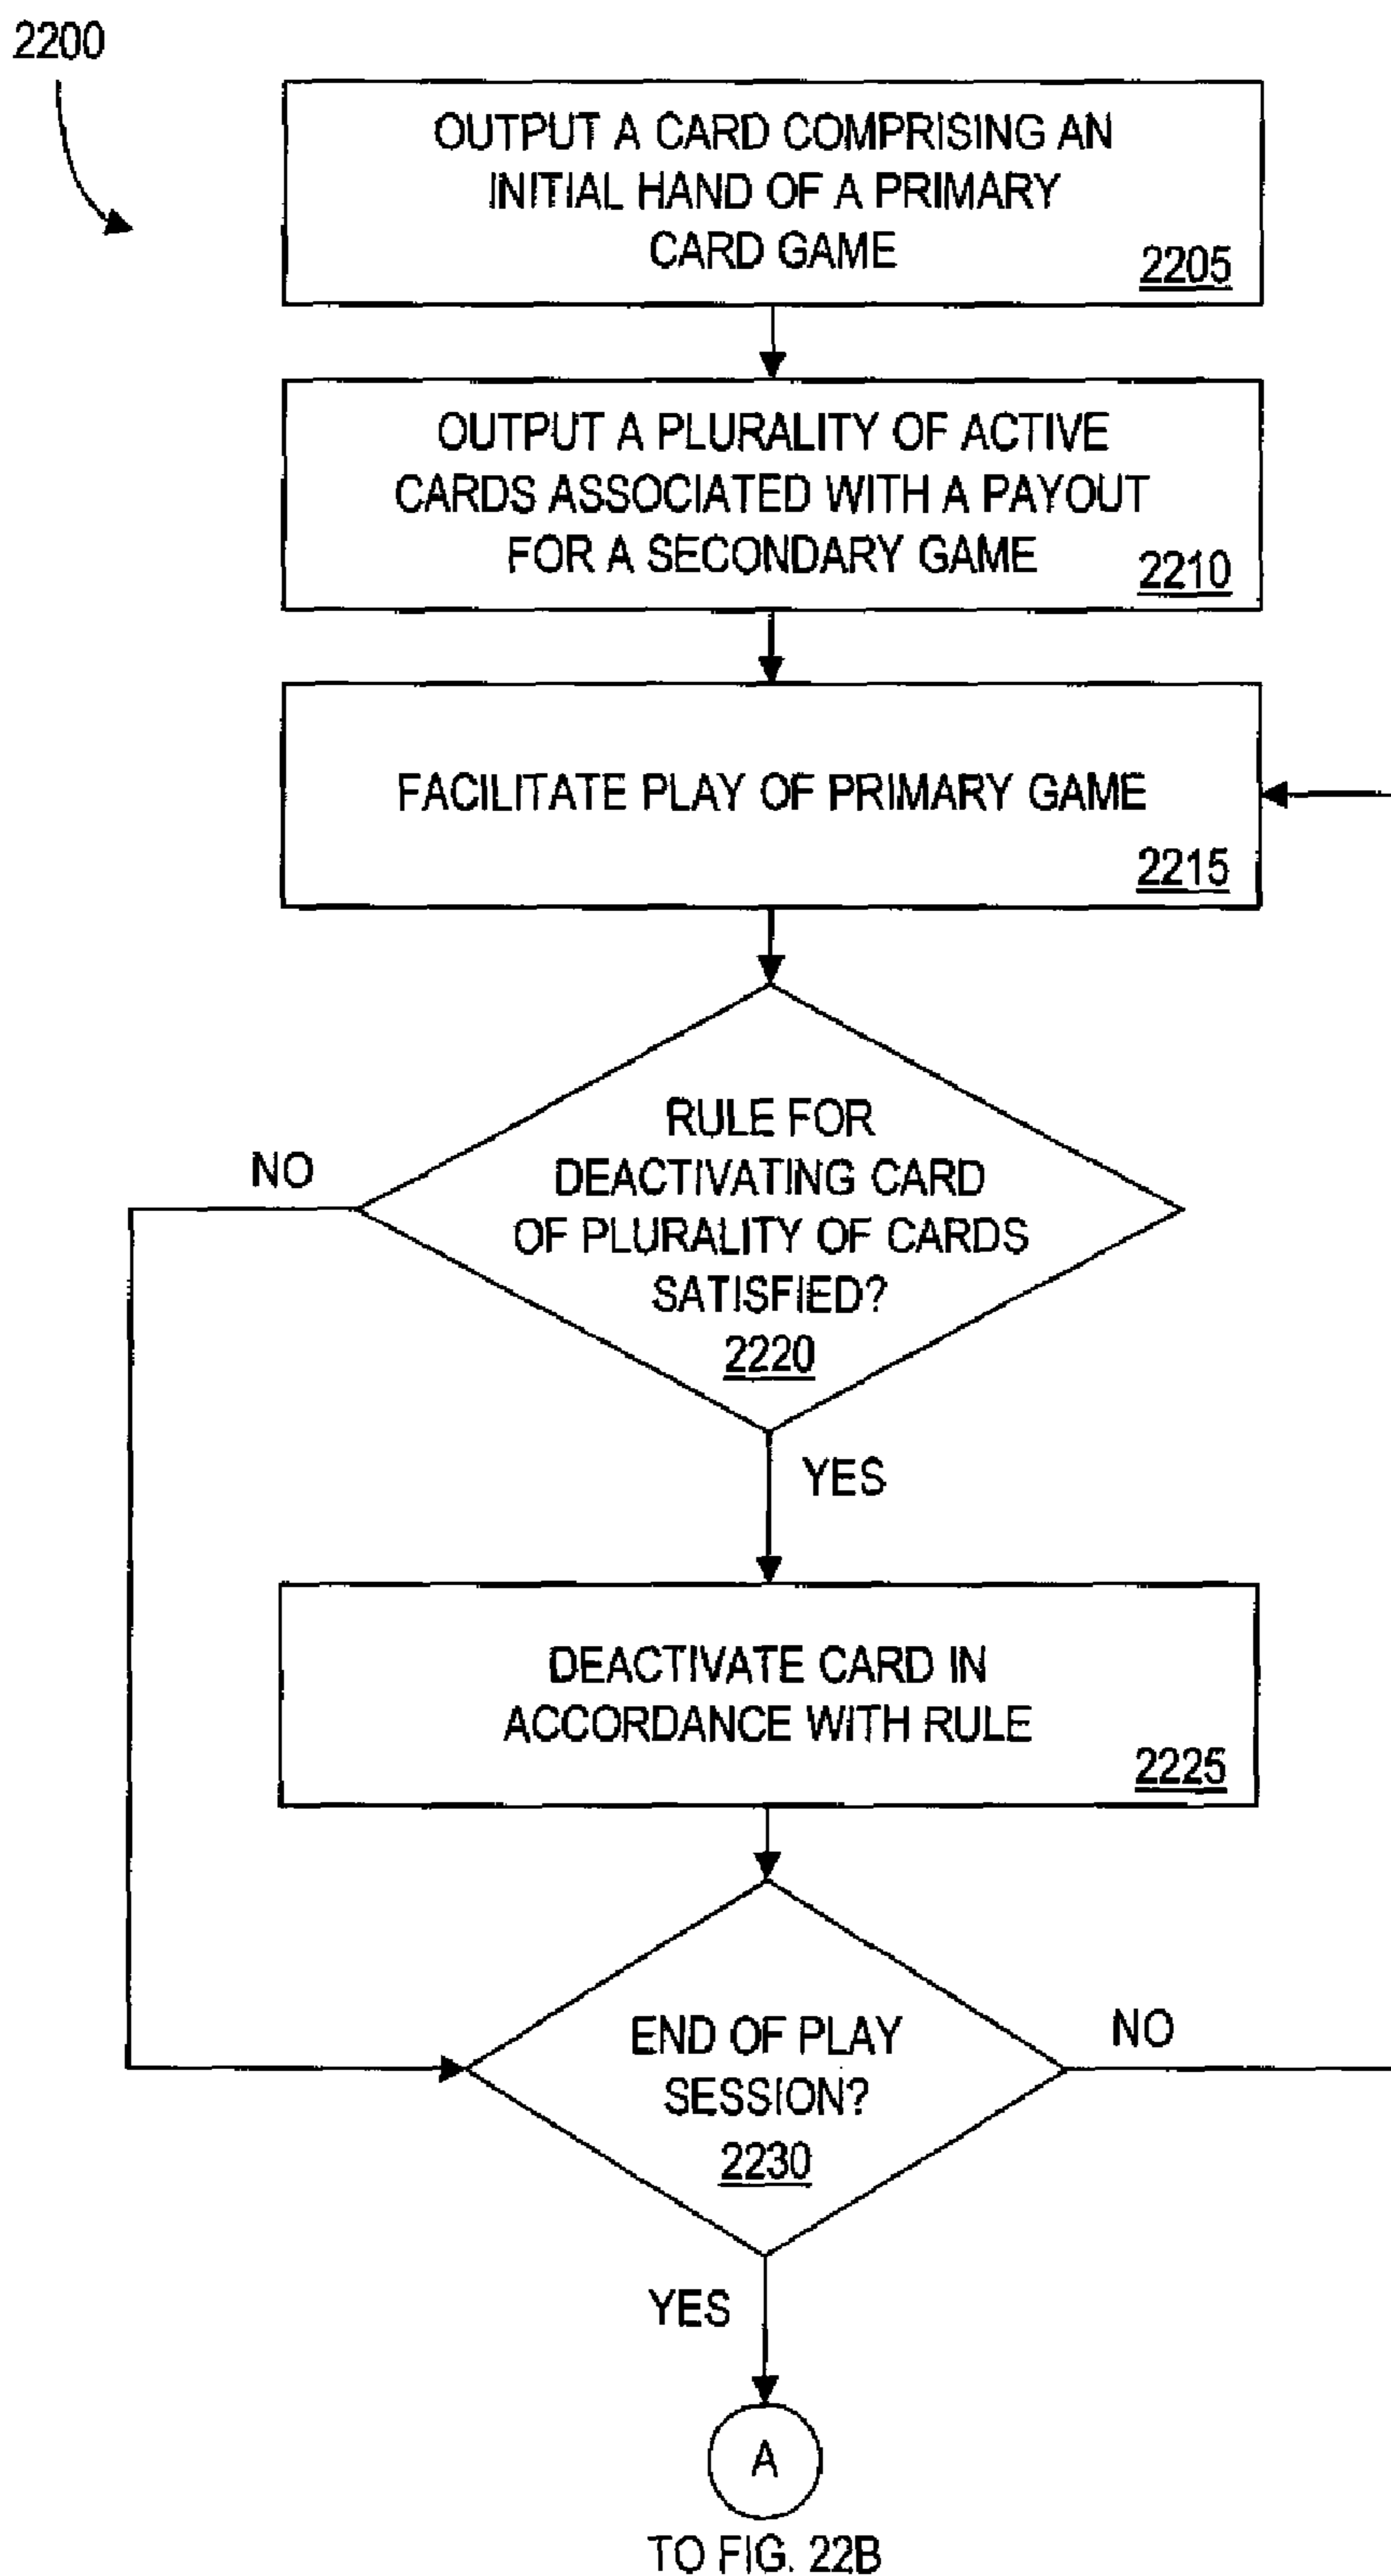 2200
OUTPUT A CARD COMPRISING AN
INITIAL HAND OF A PRIMARY
CARD GAME
2205
OUTPUT A PLURALITY OF ACTIVE
CARDS ASSOCIATED WITH A PAYOUT
FOR A SECONDARY GAME
2210
FACILITATE PLAY OF PRIMARY GAME
2215
RULE FOR
DEACTIVATING CARD
OF PLURALITY OF CARDS
SATISFIED?
2220
NO
YES
DEACTIVATE CARD IN
ACCORDANCE WITH RULE
2225
END OF PLAY
SESSION?
2230
NO
YES
A
TO FIG. 22B